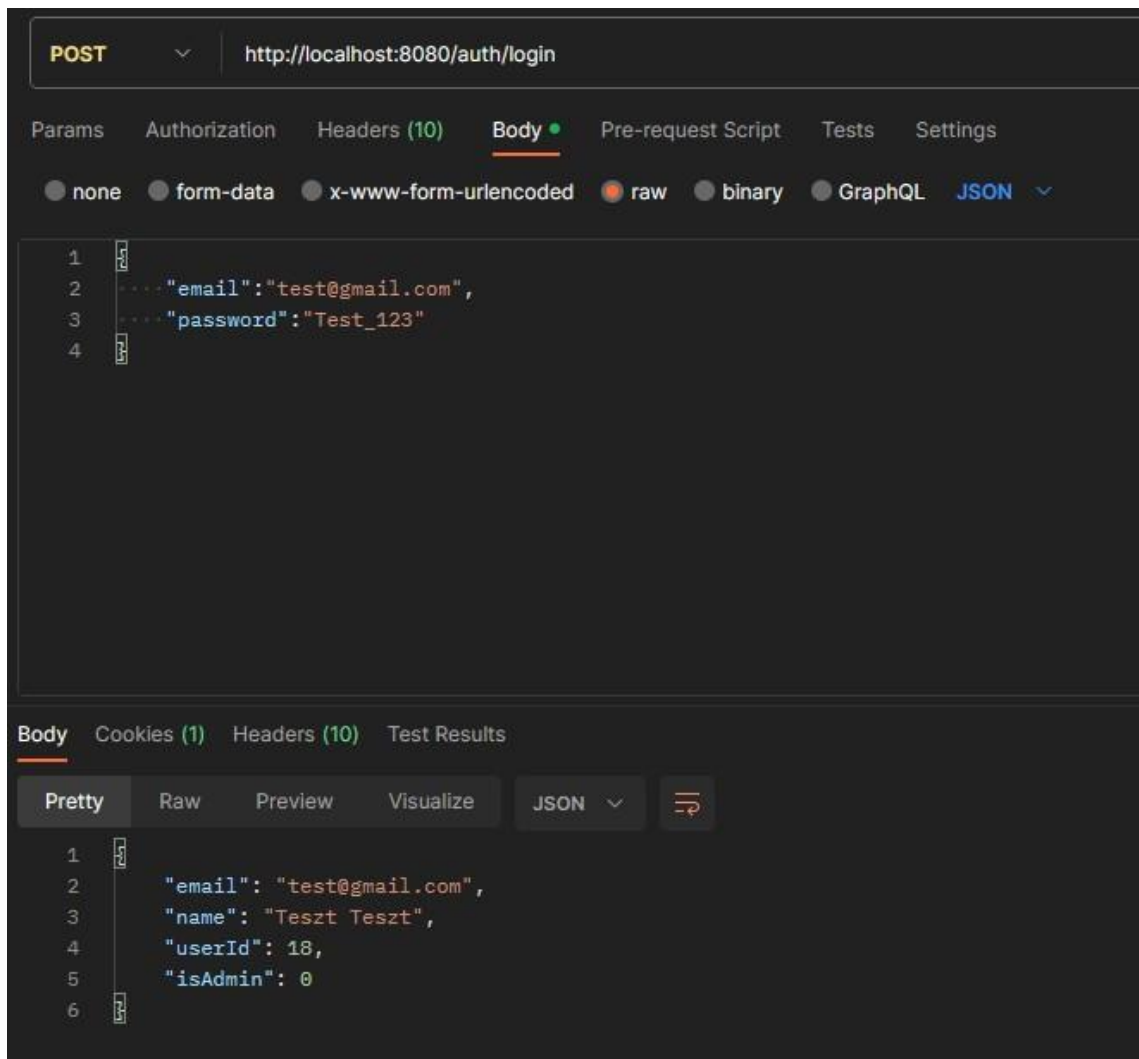 POST http://localhost:8080/auth/login
Params Authorization Headers (10) Body Pre-request Script Tests Settings
none form-data x-www-form-urlencoded raw binary GraphQL JSON
1 {
2 "email":"test@gmail.com",
3 "password":"Test_123"
4 }
Body Cookies (1) Headers (10) Test Results
Pretty Raw Preview Visualize JSON
1 {
2 "email": "test@gmail.com",
3 "name": "Teszt Teszt",
4 "userId": 18,
5 "isAdmin": 0
6 }